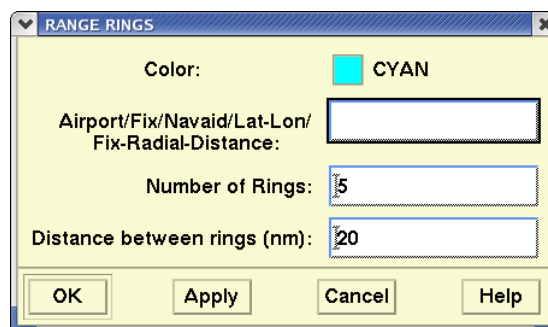 RANGE RINGS
Color: CYAN
Airport/Fix/Navaid/Lat-Lon/
Fix-Radial-Distance:
Number of Rings: 5
Distance between rings (nm): 20
OK Apply Cancel Help